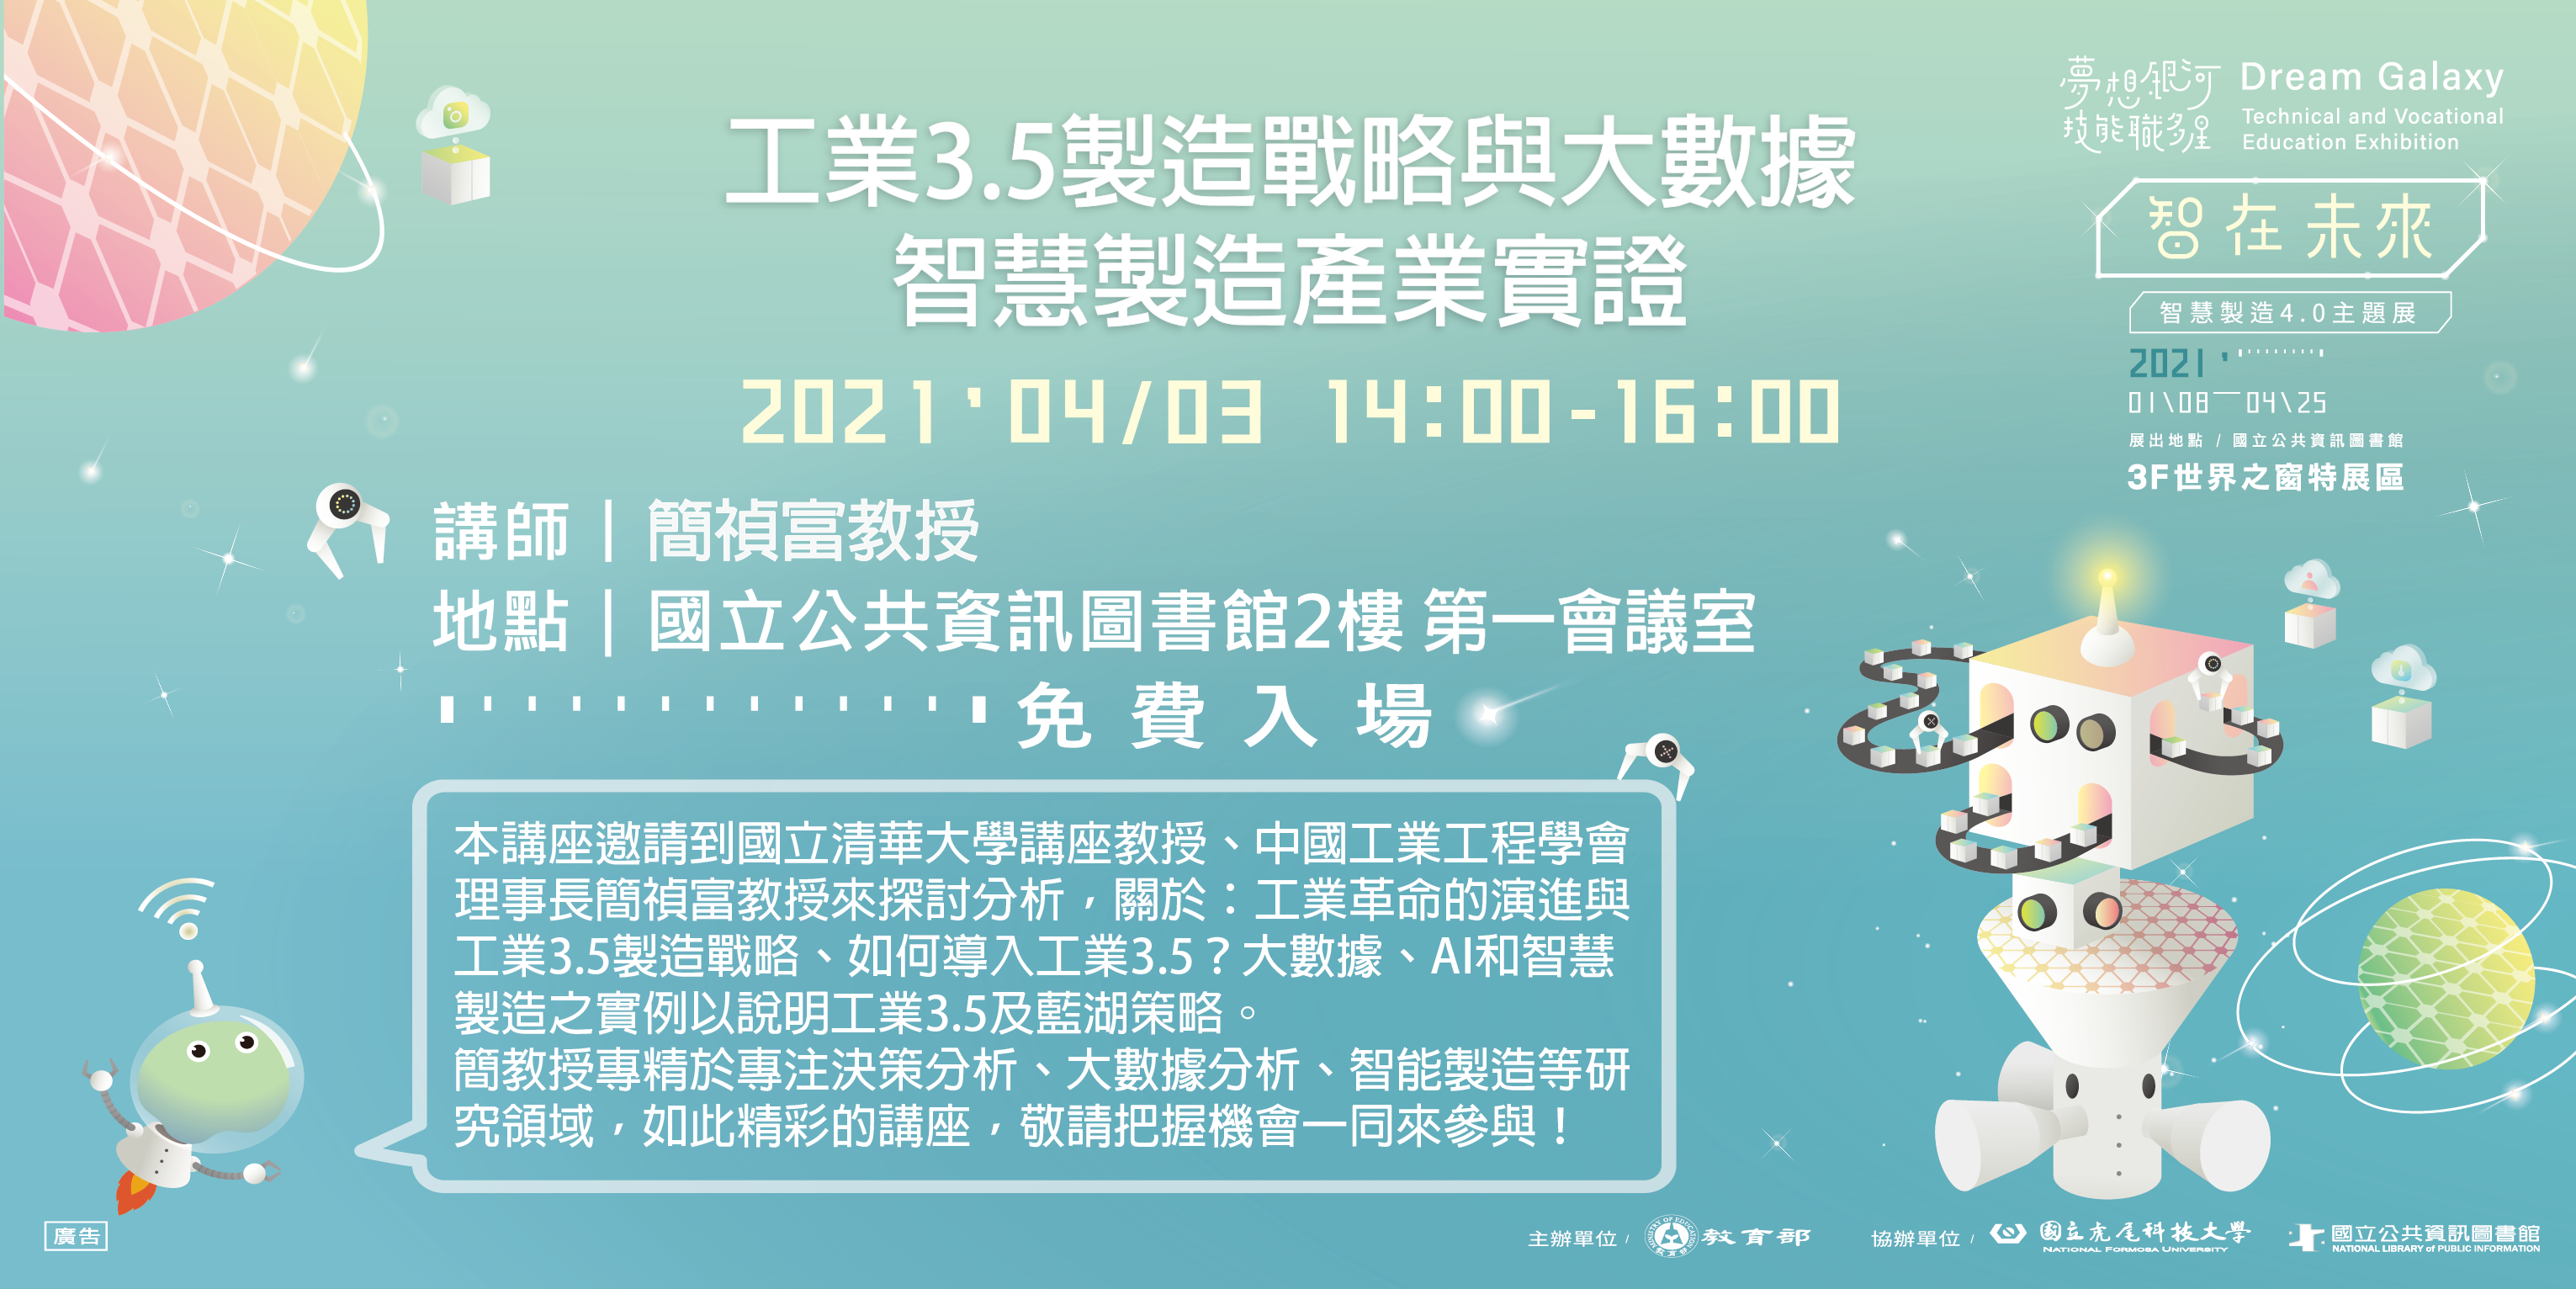 工業3.5製造戰略與大數據
智慧製造產業實證
2021'04/03 14:00-16:00
講師｜簡禎富教授
地點｜國立公共資訊圖書館2樓 第一會議室
免費入場
本講座邀請到國立清華大學講座教授、中國工業工程學會
理事長簡禎富教授來探討分析，關於：工業革命的演進與
工業3.5製造戰略、如何導入工業3.5？大數據、AI和智慧
製造之實例以說明工業3.5及藍湖策略。
簡教授專精於專注決策分析、大數據分析、智能製造等研
究領域，如此精彩的講座，敬請把握機會一同來參與！
夢想銀河
技能職多星
Dream Galaxy
Technical and Vocational
Education Exhibition
智在未來
智慧製造4.0主題展
2021'
01\08—04\25
展出地點 / 國立公共資訊圖書館
3F世界之窗特展區
廣告
主辦單位 / 教育部
MINISTRY OF EDUCATION
協辦單位 / 國立虎尾科技大學
NATIONAL FORMOSA UNIVERSITY
國立公共資訊圖書館
NATIONAL LIBRARY of PUBLIC INFORMATION